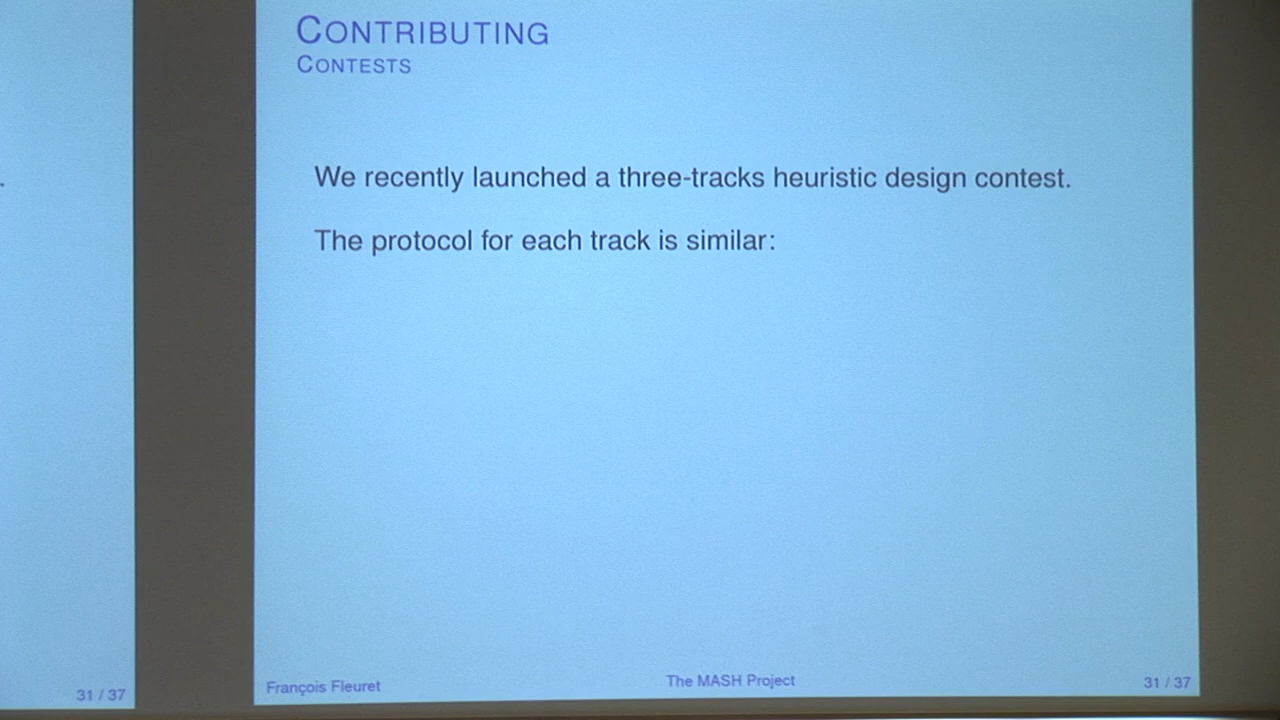 CONTRIBUTING
CONTESTS
We recently launched a three-tracks heuristic design contest.
The protocol for each track is similar:
31 / 37
François Fleuret
The MASH Project
31 / 37